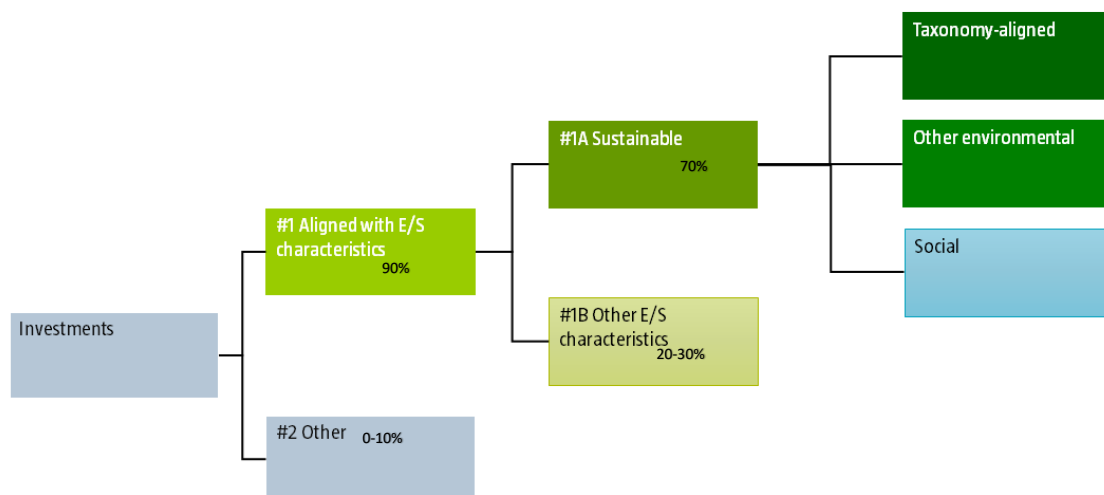 Taxonomy-aligned
#1A Sustainable
70%
Other environmental
#1 Aligned with E/S
characteristics
90%
Social
Investments
#1B Other E/S
characteristics
20-30%
#2 Other 0-10%